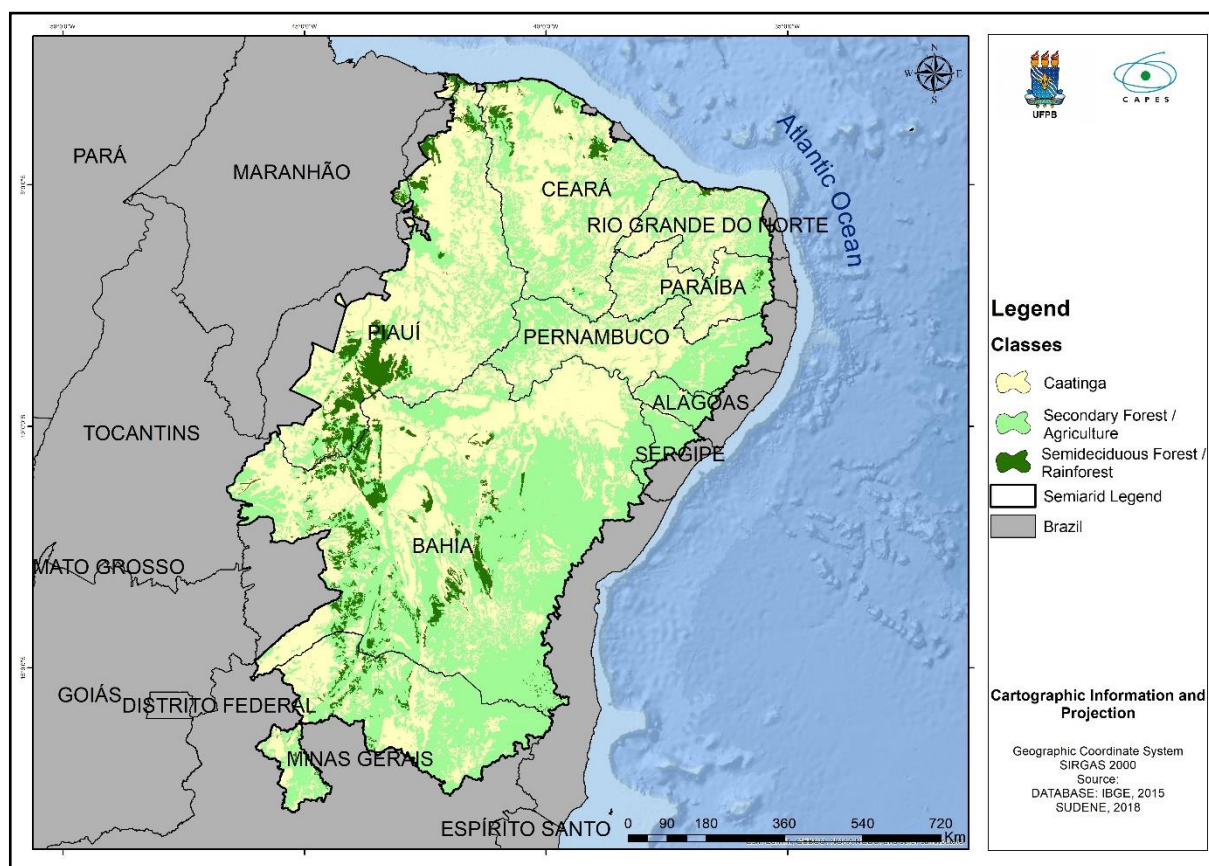 PARÁ
MARANHÃO
CEARÁ
RIO GRANDE DO NORTE
PARAÍBA
PIAUÍ
PERNAMBUCO
ALAGOAS
SERGIPE
TOCANTINS
BAHIA
MATO GROSSO
GOIÁS
DISTRITO FEDERAL
MINAS GERAIS
ESPÍRITO SANTO
Atlantic Ocean
N
W
E
S
0 90 180 360 540 720
Km
UFPB
CAPES
Legend
Classes
Caatinga
Secondary Forest /
Agriculture
Semideciduous Forest /
Rainforest
Semiarid Legend
Brazil
Cartographic Information and
Projection
Geographic Coordinate System
SIRGAS 2000
Source:
DATABASE: IBGE, 2015
SUDENE, 2018